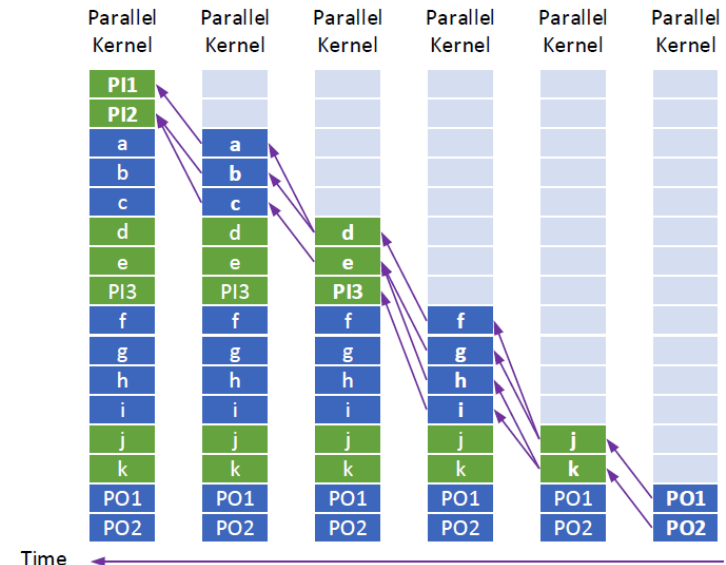 Parallel Kernel Parallel Kernel Parallel Kernel Parallel Kernel Parallel Kernel Parallel Kernel
PI1
PI2
a a
b b
c c
d d d
e e e
PI3 PI3 PI3
f f f f
g g g g
h h h h
i i i i
j j j j j
k k k k k
PO1 PO1 PO1 PO1 PO1 PO1
PO2 PO2 PO2 PO2 PO2 PO2
Time